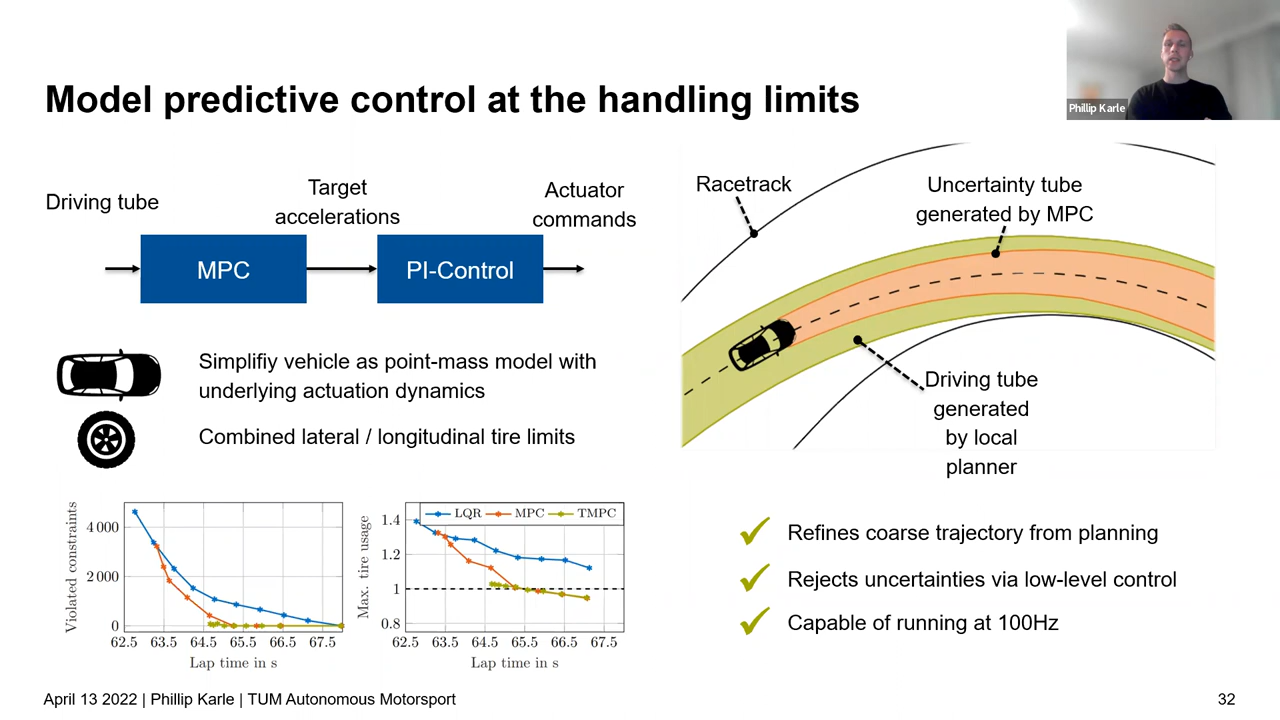 Phillip Karle
Model predictive control at the handling limits
Driving tube
Target
accelerations
Actuator
commands
MPC
PI-Control
Simplifiy vehicle as point-mass model with
underlying actuation dynamics
Combined lateral / longitudinal tire limits
Racetrack
Uncertainty tube
generated by MPC
Driving tube
generated
by local
planner
Violated constraints
4 000
2 000
0
62.5 63.5 64.5 65.5 66.5 67.5
Lap time in s
Max. tire usage
LQR MPC TMPC
1.4
1.2
1
0.8
62.5 63.5 64.5 65.5 66.5 67.5
Lap time in s
Refines coarse trajectory from planning
Rejects uncertainties via low-level control
Capable of running at 100Hz
April 13 2022 | Phillip Karle | TUM Autonomous Motorsport
32